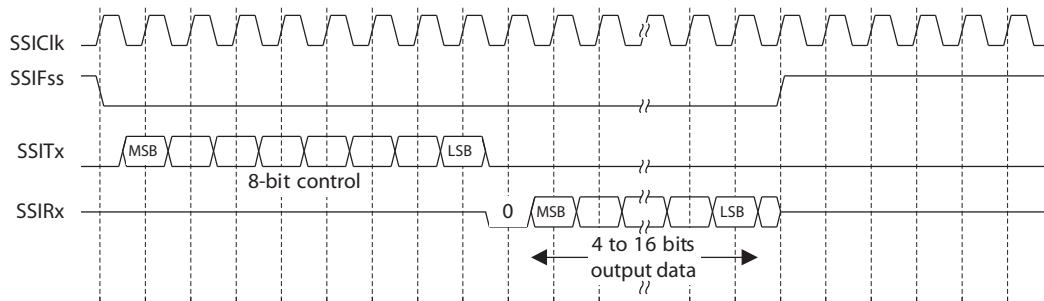 SSIClk
SSIFss
SSITx
MSB
LSB
8-bit control
SSIRx
0
MSB
LSB
4 to 16 bits
output data